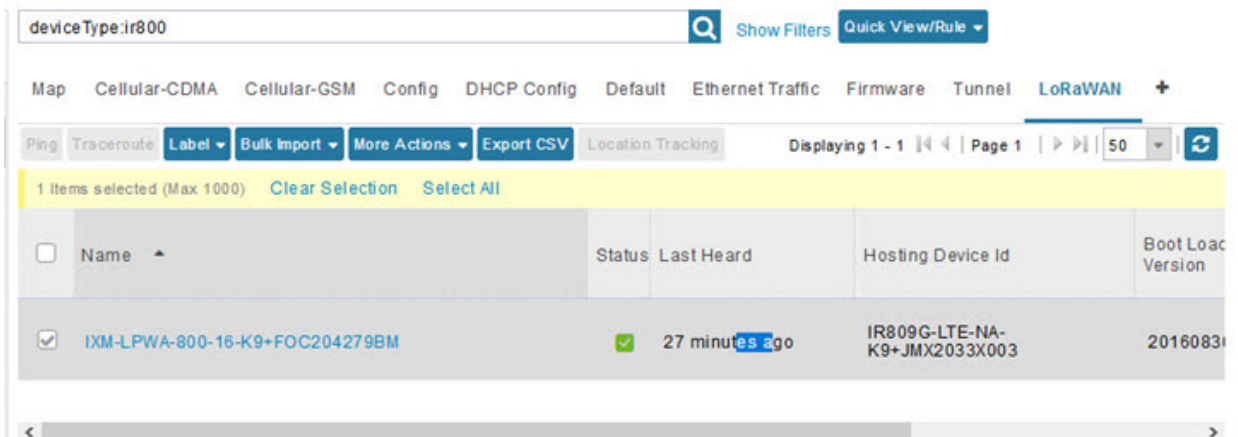 deviceType:ir800
Show Filters
Quick View/Rule
Map Cellular-CDMA Cellular-GSM Config DHCP Config Default Ethernet Traffic Firmware Tunnel LoRaWAN +
Ping Traceroute Label Bulk Import More Actions Export CSV Location Tracking Displaying 1 - 1 | Page 1 | 50
1 Items selected (Max 1000) Clear Selection Select All
Name Status Last Heard Hosting Device Id Boot Load
Version
IXM-LPWA-800-16-K9+FOC204279BM 27 minutes ago IR809G-LTE-NA-
K9+JMX2033X003 2016083